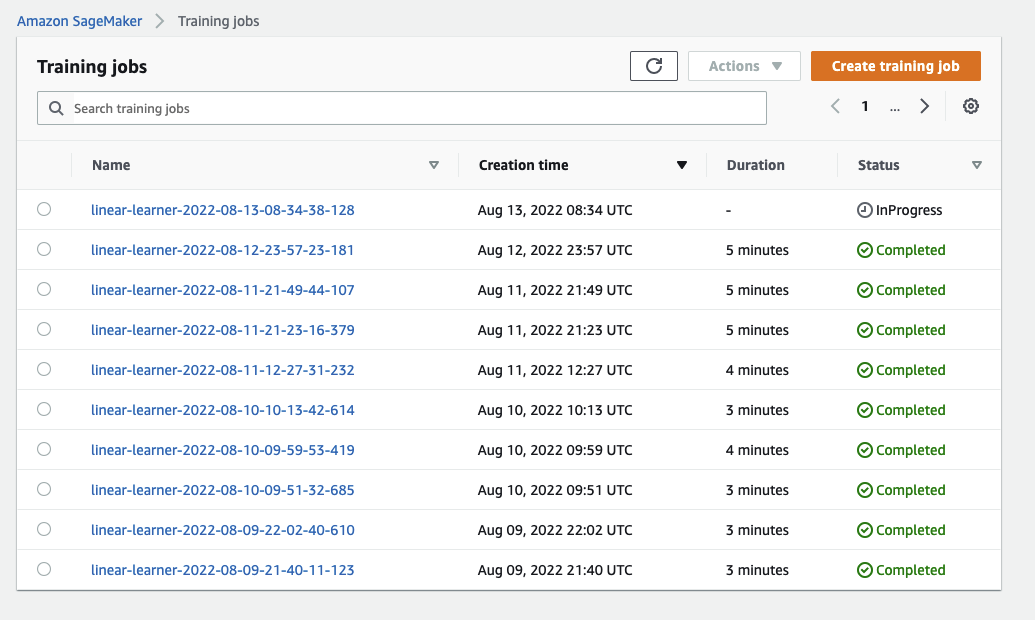 Amazon SageMaker > Training jobs
Training jobs
Actions
Create training job
Search training jobs
1 ...
Name Creation time Duration Status
linear-learner-2022-08-13-08-34-38-128 Aug 13, 2022 08:34 UTC - InProgress
linear-learner-2022-08-12-23-57-23-181 Aug 12, 2022 23:57 UTC 5 minutes Completed
linear-learner-2022-08-11-21-49-44-107 Aug 11, 2022 21:49 UTC 5 minutes Completed
linear-learner-2022-08-11-21-23-16-379 Aug 11, 2022 21:23 UTC 5 minutes Completed
linear-learner-2022-08-11-12-27-31-232 Aug 11, 2022 12:27 UTC 4 minutes Completed
linear-learner-2022-08-10-10-13-42-614 Aug 10, 2022 10:13 UTC 3 minutes Completed
linear-learner-2022-08-10-09-59-53-419 Aug 10, 2022 09:59 UTC 4 minutes Completed
linear-learner-2022-08-10-09-51-32-685 Aug 10, 2022 09:51 UTC 3 minutes Completed
linear-learner-2022-08-09-22-02-40-610 Aug 09, 2022 22:02 UTC 3 minutes Completed
linear-learner-2022-08-09-21-40-11-123 Aug 09, 2022 21:40 UTC 3 minutes Completed